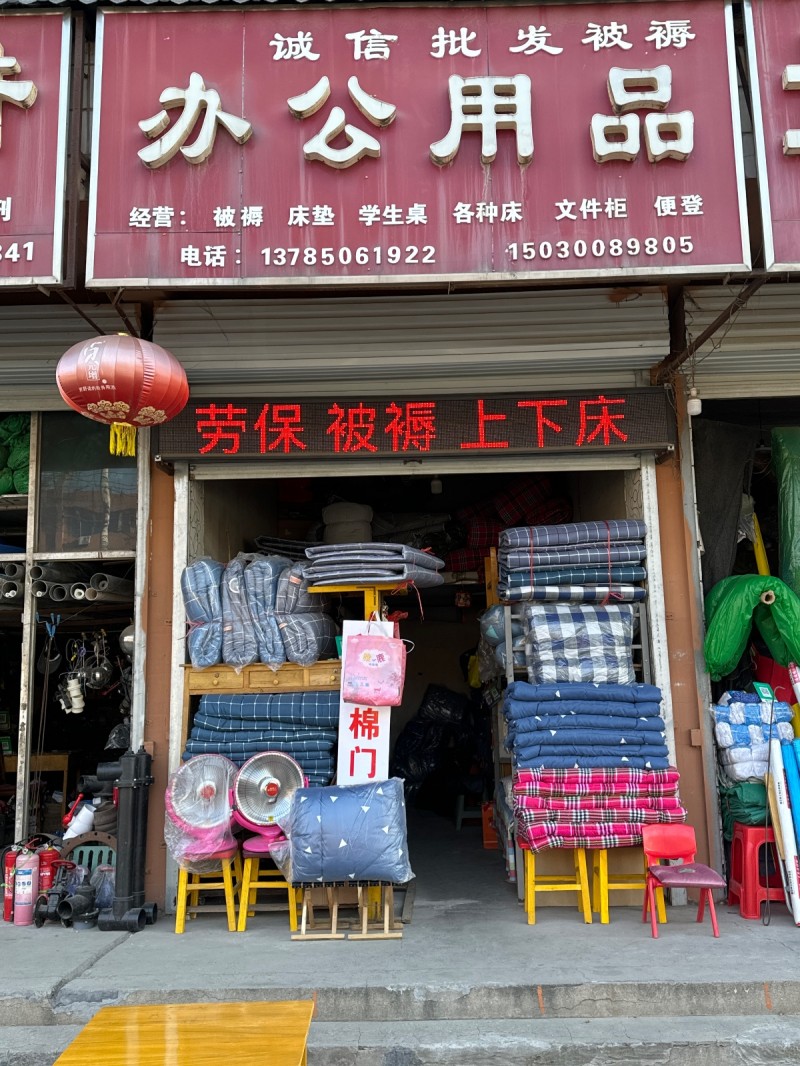 诚信批发被褥
办公用品
经营： 被褥 床垫 学生桌 各种床 文件柜 便登
电话：13785061922 15030089805
341
劳保 被褥 上下床
棉门